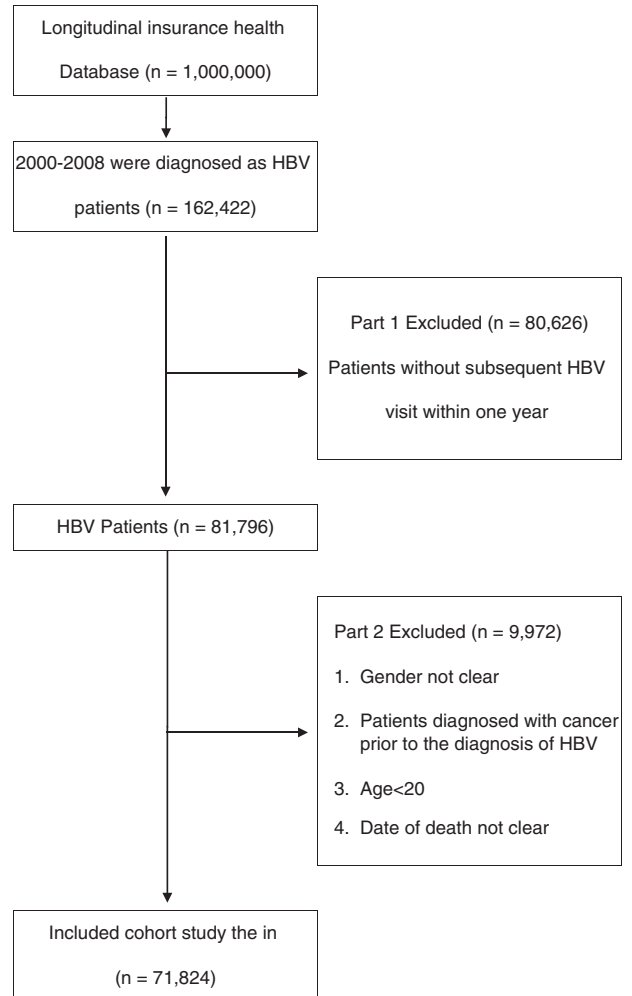 Longitudinal insurance health
Database (n = 1,000,000)
2000-2008 were diagnosed as HBV
patients (n = 162,422)
Part 1 Excluded (n = 80,626)
Patients without subsequent HBV
visit within one year
HBV Patients (n = 81,796)
Part 2 Excluded (n = 9,972)
1. Gender not clear
2. Patients diagnosed with cancer
prior to the diagnosis of HBV
3. Age<20
4. Date of death not clear
Included cohort study the in
(n = 71,824)